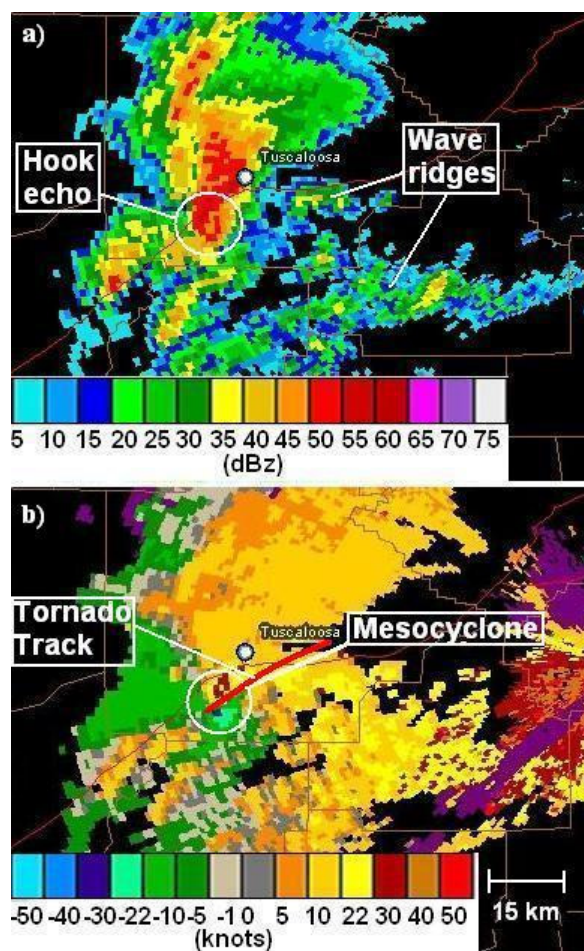 a)
Tuscaloosa
Hook
echo
Wave
ridges
5 10 15 20 25 30 35 40 45 50 55 60 65 70 75
(dBz)
b)
Tornado
Track
Tuscaloosa
Mesocyclone
-50 -40 -30 -22 -10 -5 -1 0 5 10 22 30 40 50
(knots)
15 km